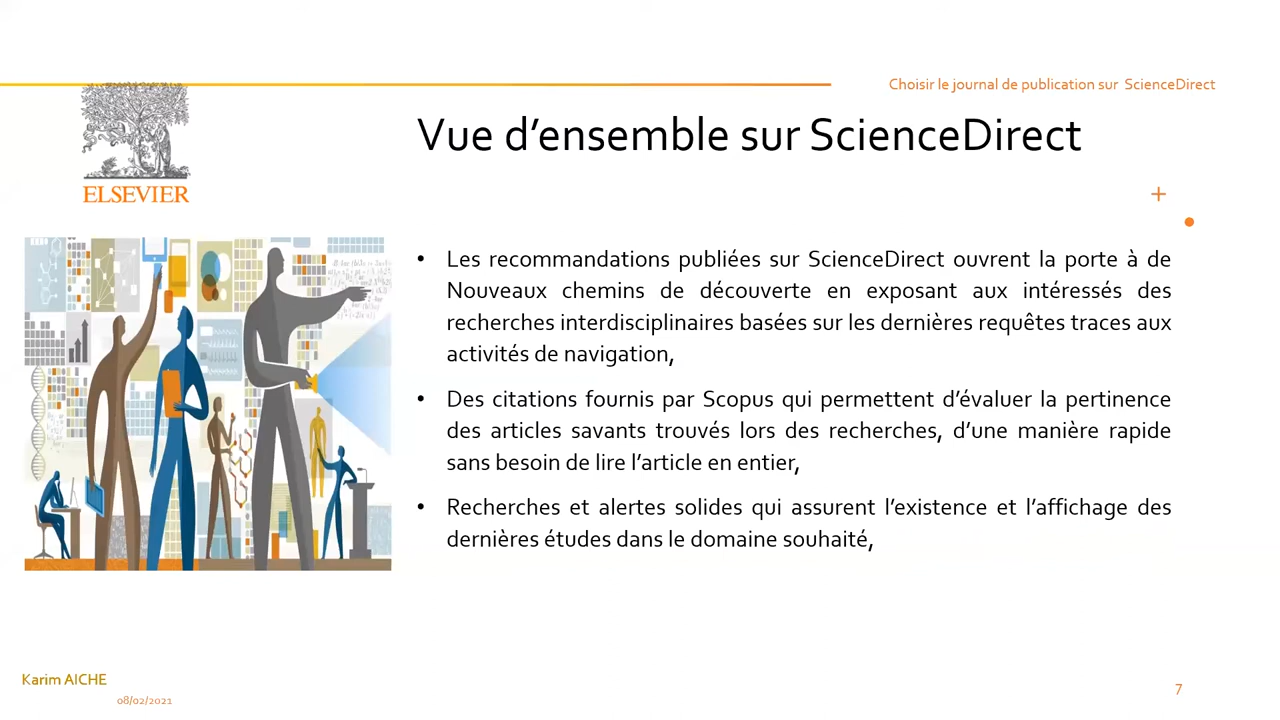 Choisir le journal de publication sur ScienceDirect
ELSEVIER
Vue d’ensemble sur ScienceDirect
• Les recommandations publiées sur ScienceDirect ouvrent la porte à de
Nouveaux chemins de découverte en exposant aux intéressés des
recherches interdisciplinaires basées sur les dernières requêtes traces aux
activités de navigation,
• Des citations fournis par Scopus qui permettent d’évaluer la pertinence
des articles savants trouvés lors des recherches, d’une manière rapide
sans besoin de lire l’article en entier,
• Recherches et alertes solides qui assurent l’existence et l’affichage des
dernières études dans le domaine souhaité,
Karim AICHE
08/02/2021
7